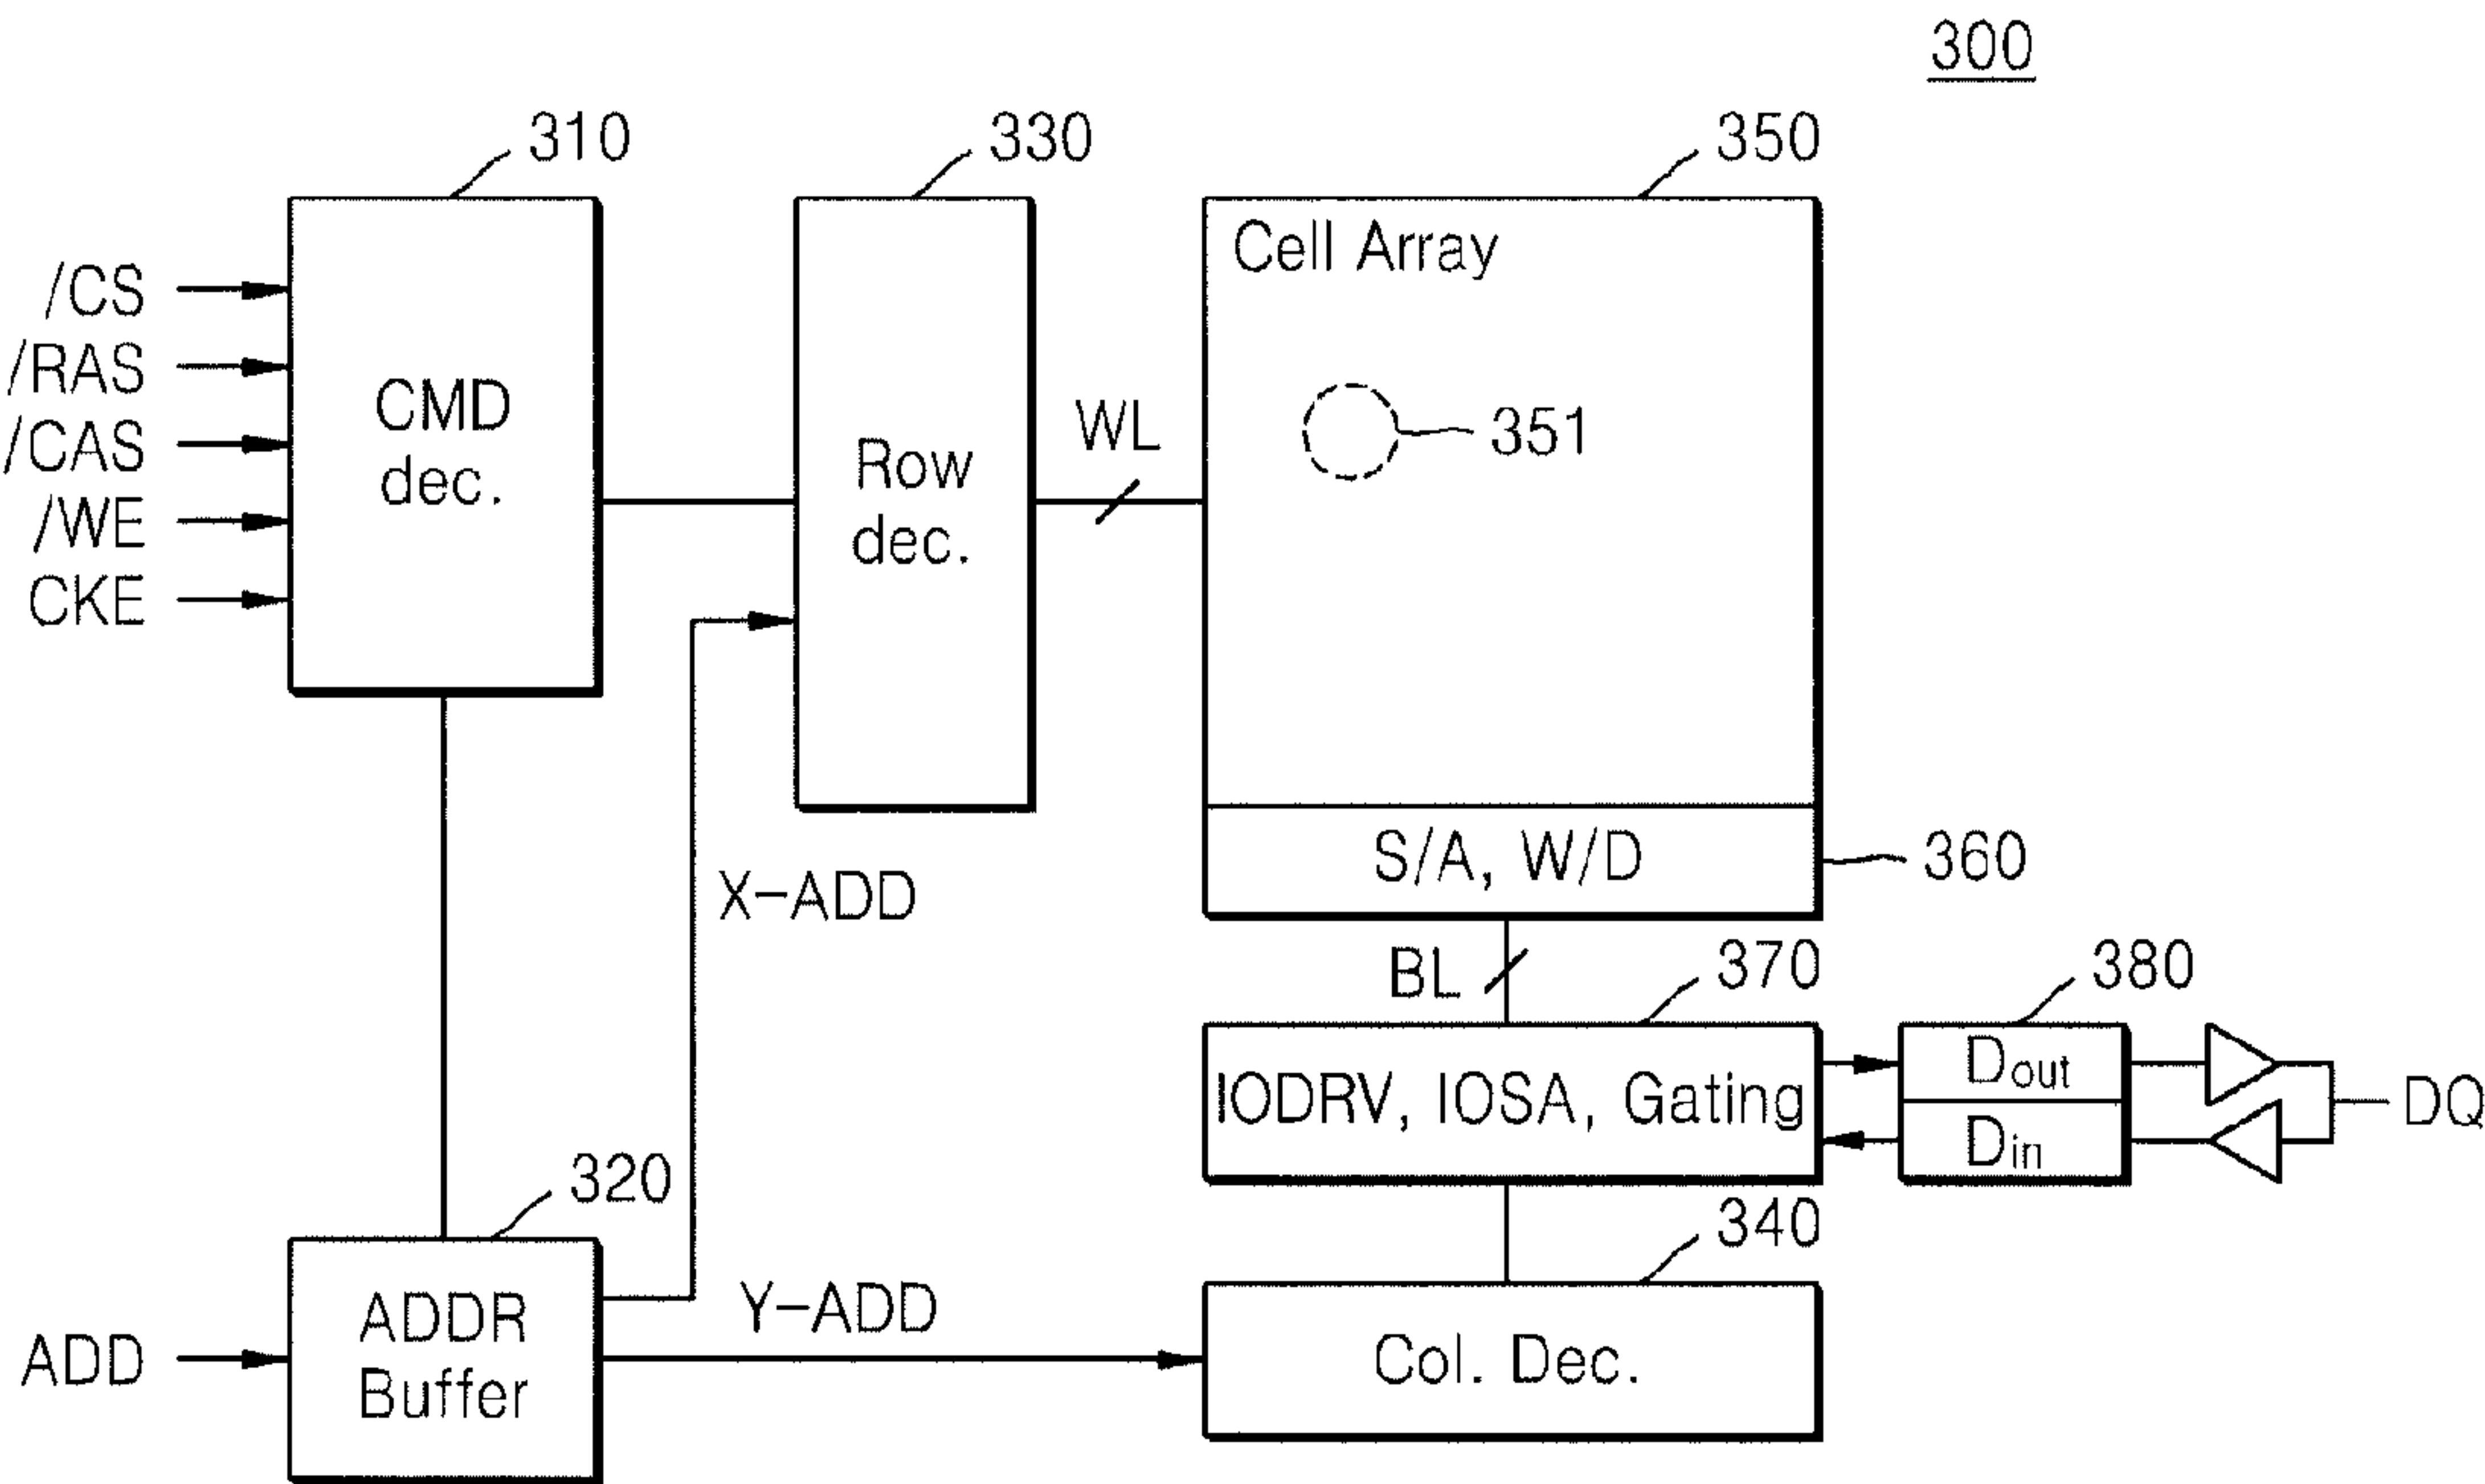 300
310
330
350
/CS
/RAS
/CAS
/WE
CKE
CMD
dec.
Row
dec.
WL
Cell Array
351
S/A, W/D
360
X-ADD
BL
370
380
IODRV, IOSA, Gating
Dout
Din
DQ
320
340
ADD
ADDR
Buffer
Y-ADD
Col. Dec.